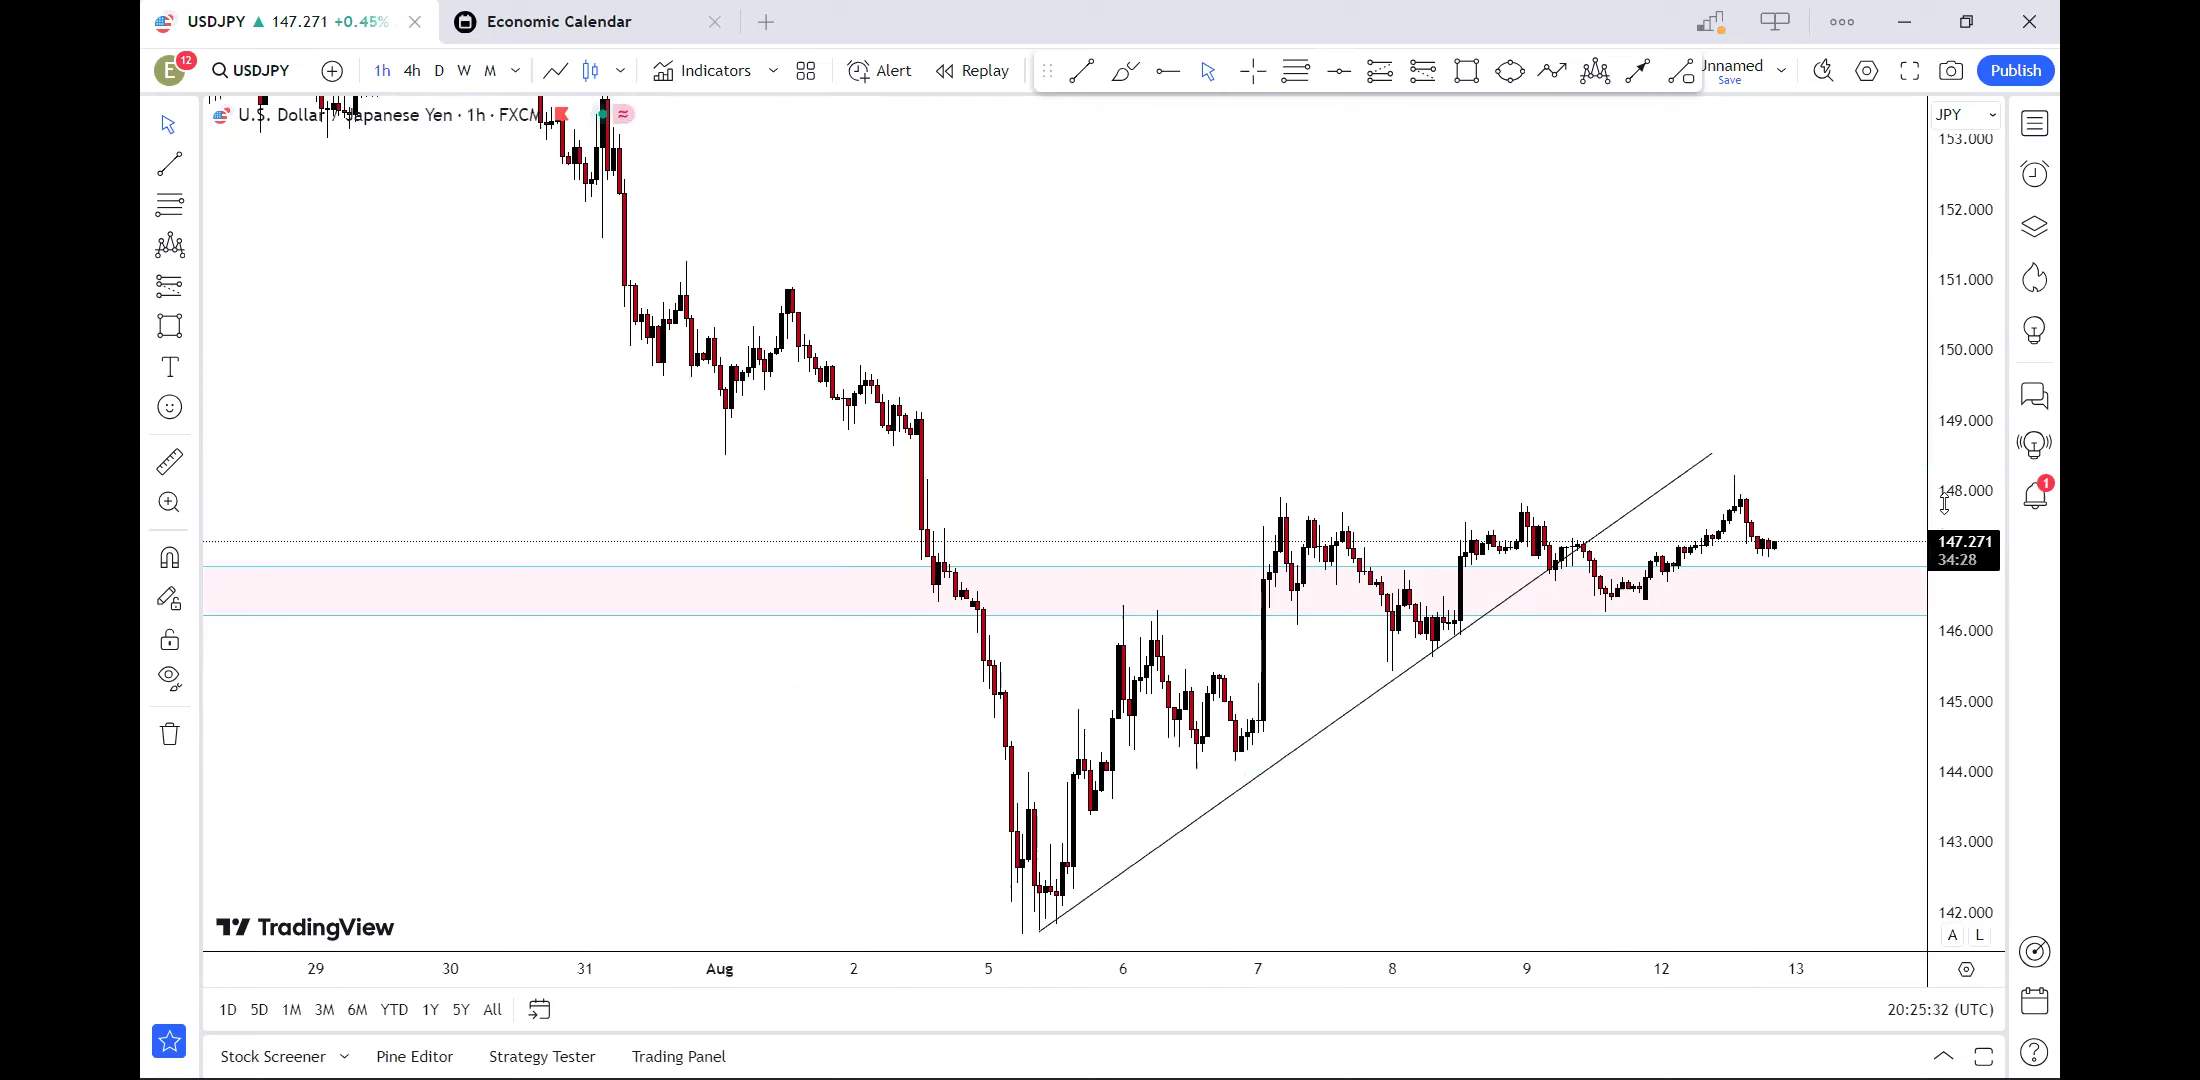 USDJPY ▲ 147.271 +0.45%
Economic Calendar
E 12 USDJPY 1h 4h D W M Indicators Alert Replay Unnamed Publish
Save
U.S. Dollar / Japanese Yen · 1h · FXCM
JPY
153.000
152.000
151.000
150.000
149.000
148.000
1
147.271
34:28
146.000
145.000
144.000
143.000
142.000
TradingView
A L
29 30 31 Aug 2 5 6 7 8 9 12 13
1D 5D 1M 3M 6M YTD 1Y 5Y All 20:25:32 (UTC)
Stock Screener Pine Editor Strategy Tester Trading Panel